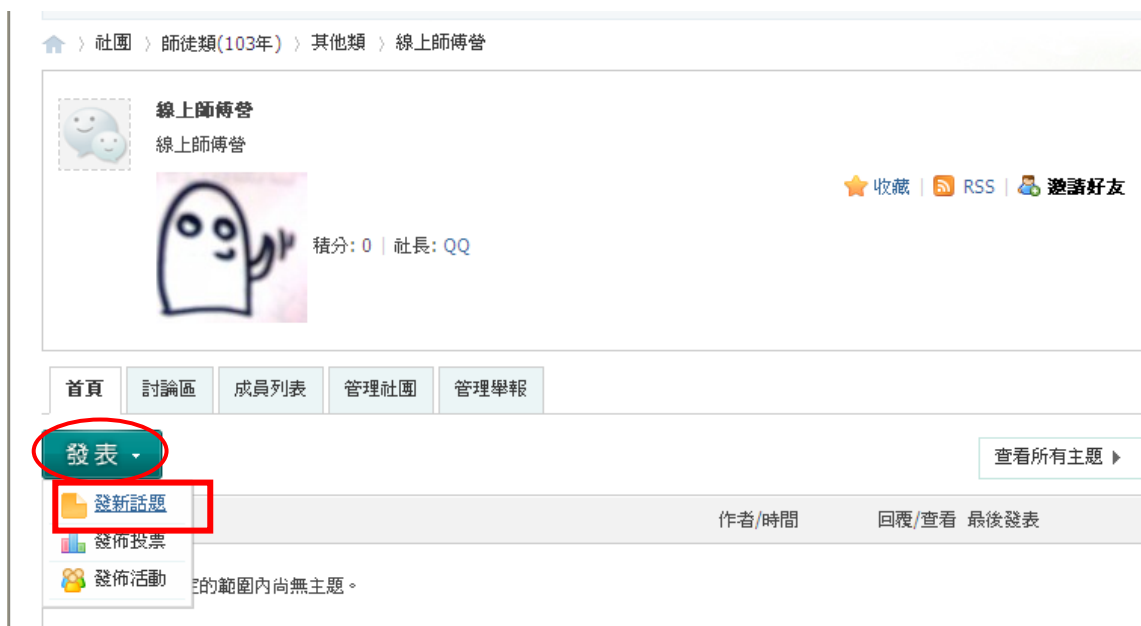 社團 〉 師徒類(103年) 〉 其他類 〉 線上師傅營
線上師傅營
線上師傅營
收藏 | RSS | 邀請好友
積分: 0 | 社長: QQ
首頁 討論區 成員列表 管理社團 管理舉報
發表
查看所有主題
發新話題
作者/時間 回覆/查看 最後發表
發佈投票
發佈活動
定的範圍內尚無主題。